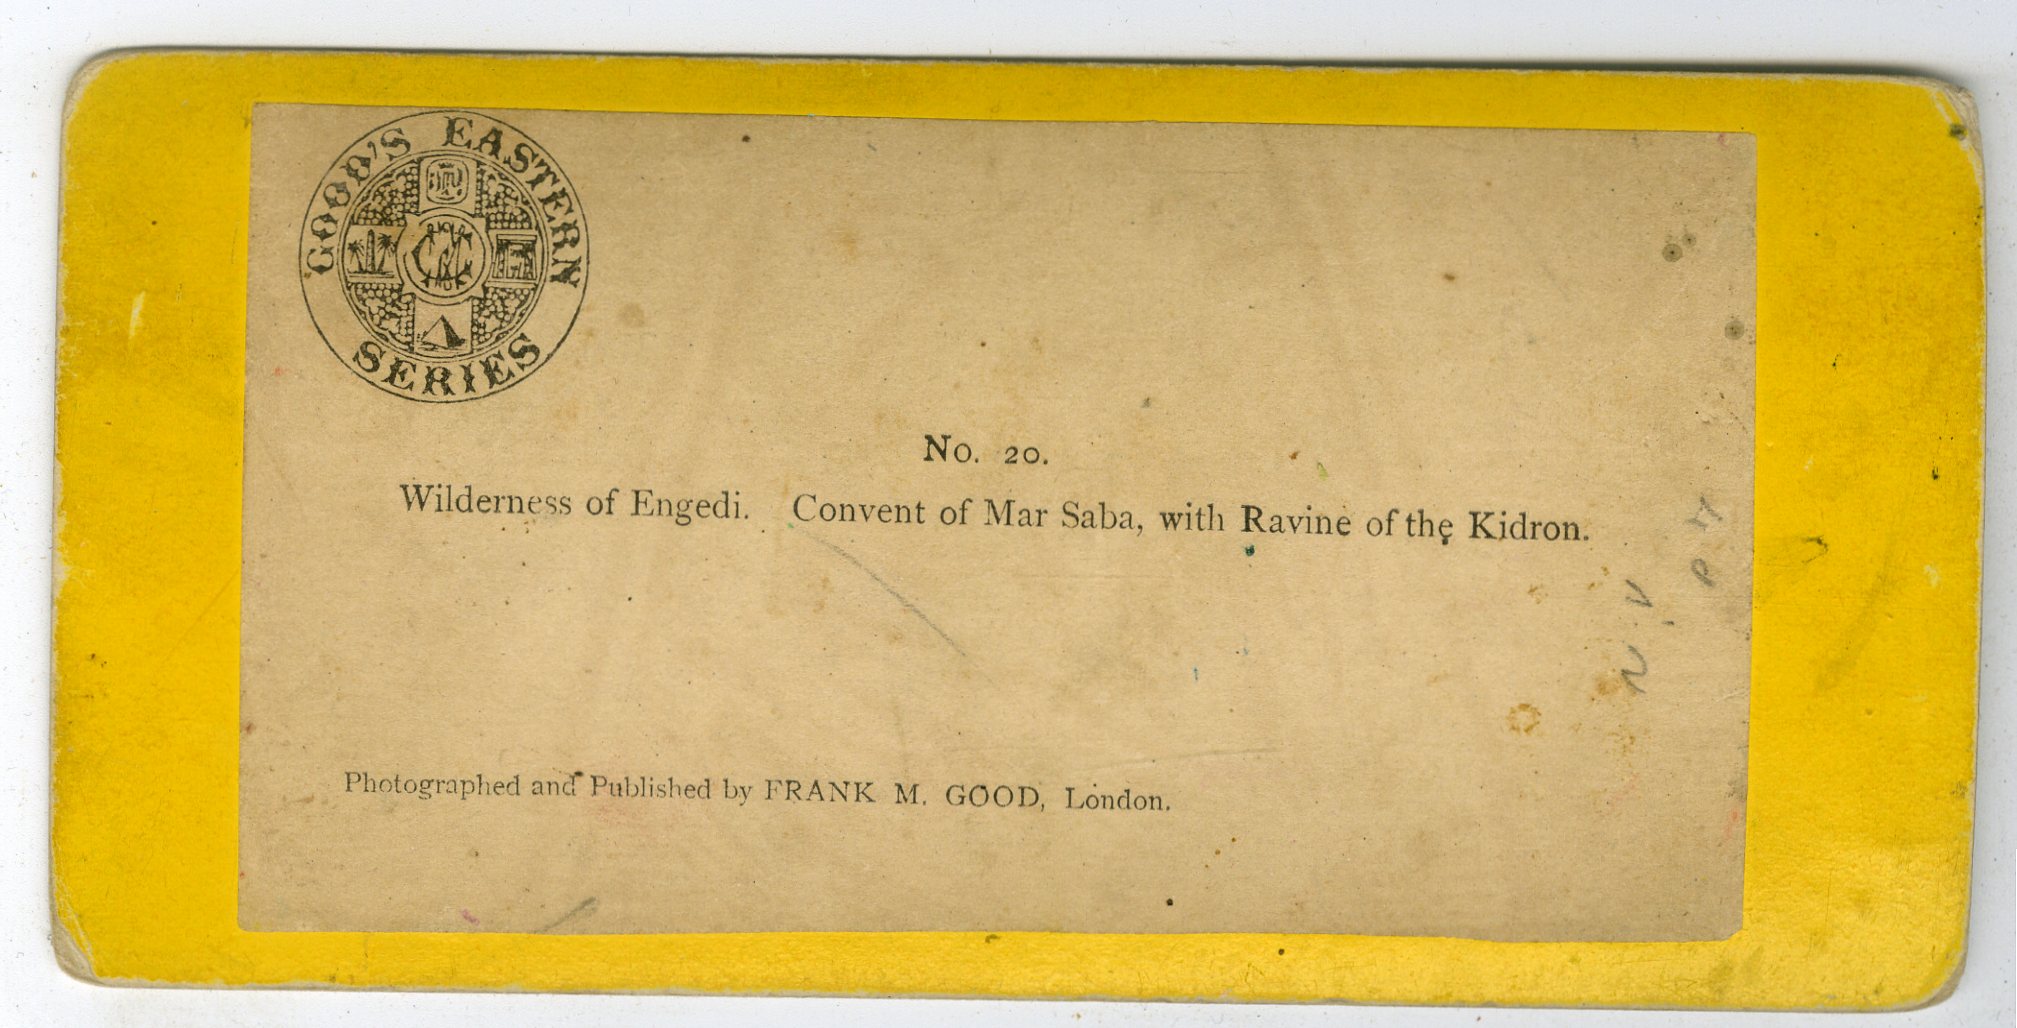 GOOD'S EASTERN
SERIES
No. 20.
Wilderness of Engedi. Convent of Mar Saba, with Ravine of the Kidron.
Photographed and Published by FRANK M. GOOD, London.